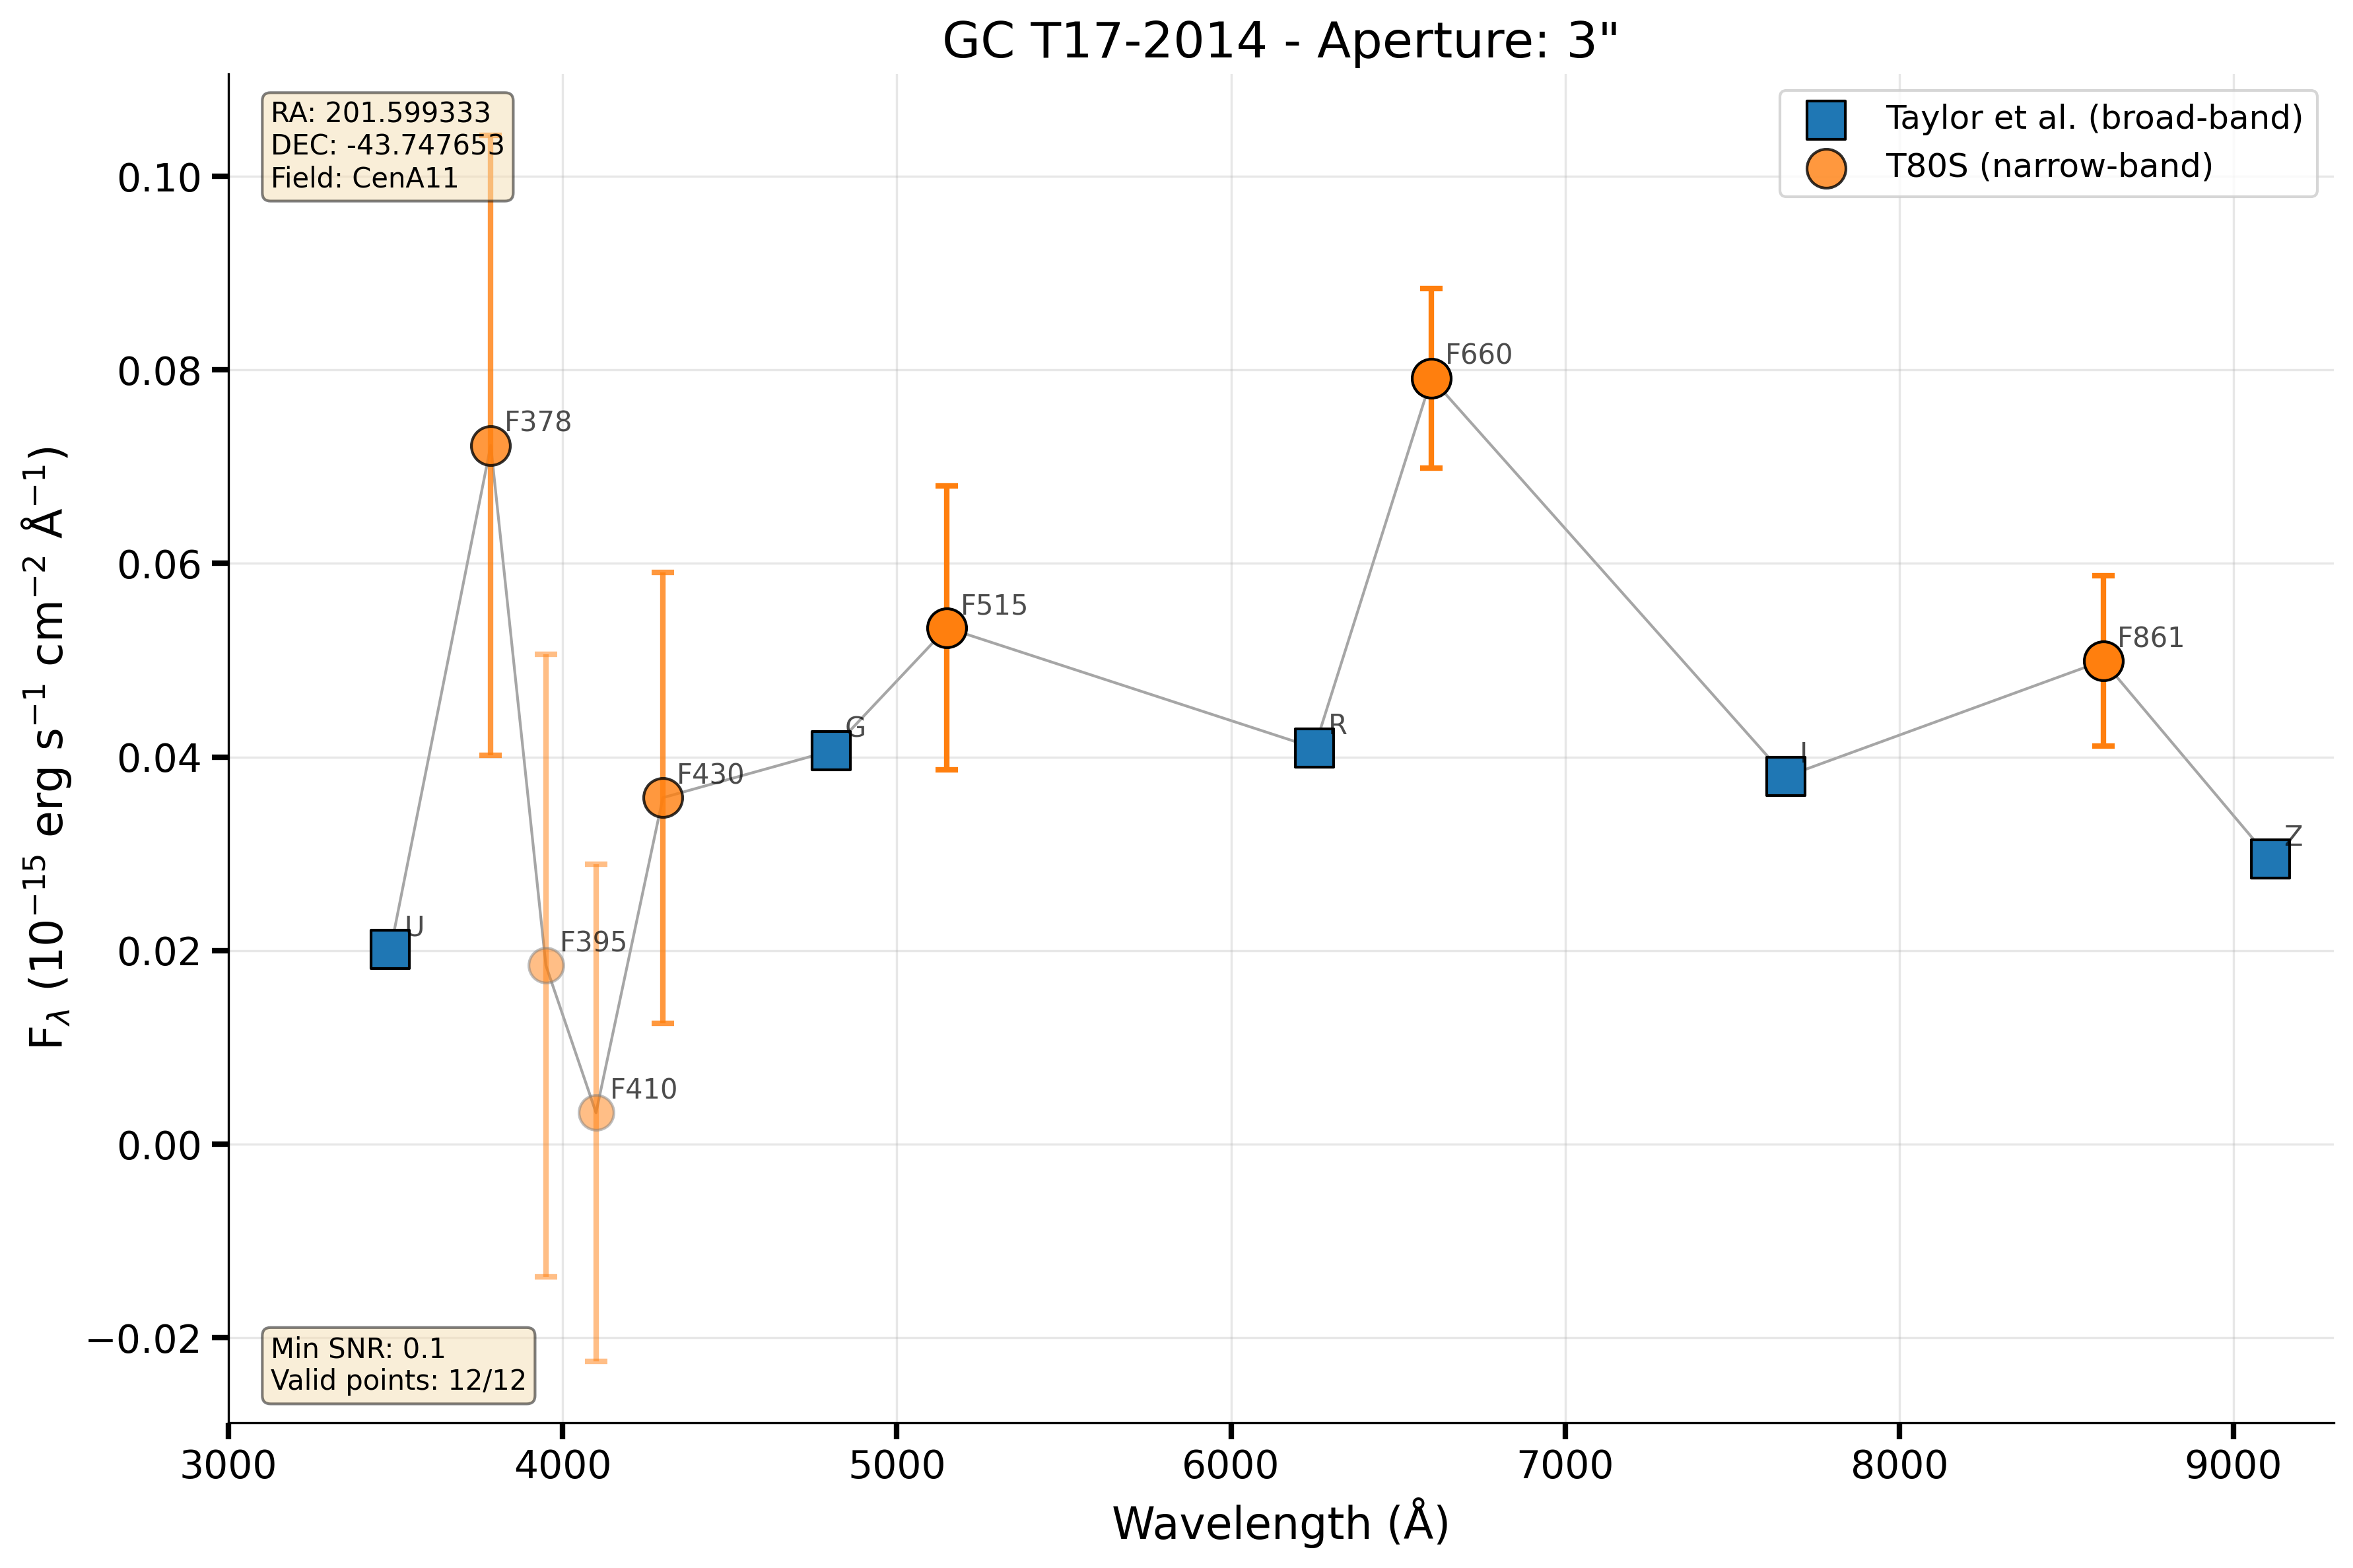 GC T17-2014 - Aperture: 3"
RA: 201.599333
DEC: -43.747653
Field: CenA11
Taylor et al. (broad-band)
T80S (narrow-band)
0.10
0.08
0.06
0.04
0.02
0.00
−0.02
F$_λ$ (10$^{−15}$ erg s$^{−1}$ cm$^{−2}$ Å$^{−1}$)
U
F378
F395
F410
F430
G
F515
R
F660
I
F861
Z
Min SNR: 0.1
Valid points: 12/12
3000 4000 5000 6000 7000 8000 9000
Wavelength (Å)